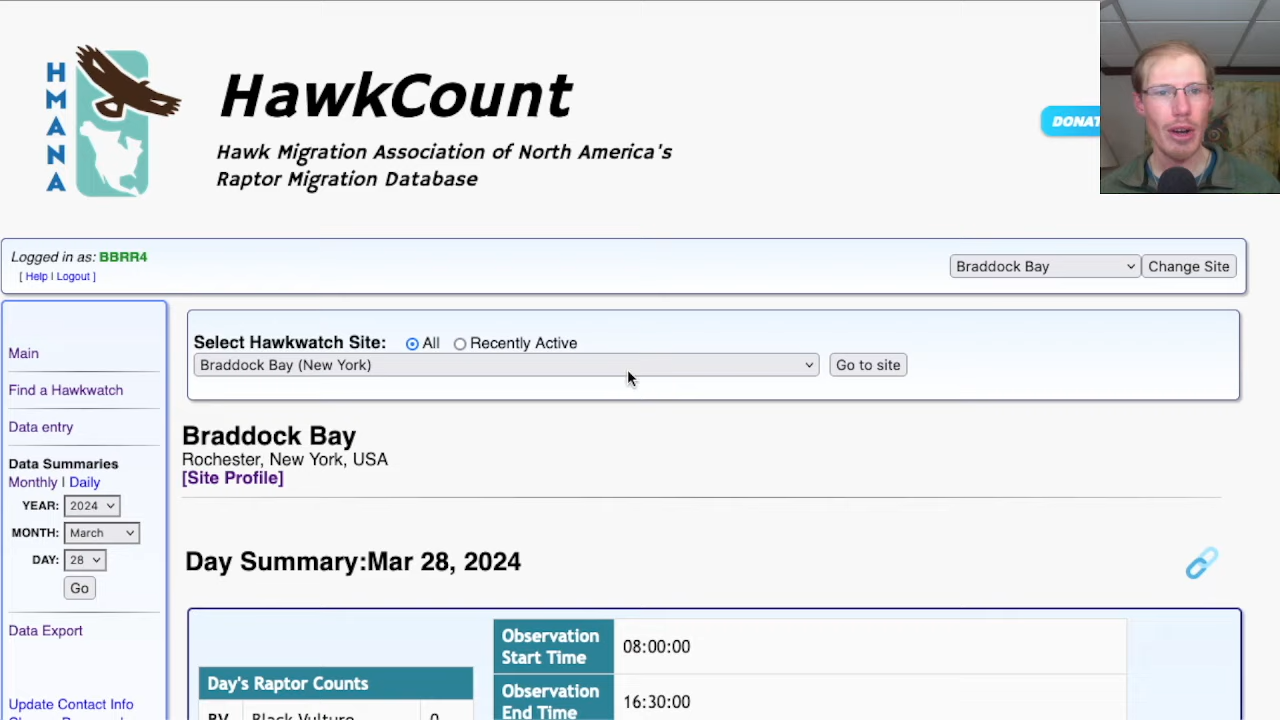 HMANA
HawkCount
Hawk Migration Association of North America's
Raptor Migration Database
DONAT
Logged in as: BBRR4
[ Help | Logout ]
Braddock Bay
Change Site
Main
Find a Hawkwatch
Data entry
Data Summaries
Monthly | Daily
YEAR: 2024
MONTH: March
DAY: 28
Go
Data Export
Update Contact Info
Select Hawkwatch Site: All Recently Active
Braddock Bay (New York)
Go to site
Braddock Bay
Rochester, New York, USA
[Site Profile]
Day Summary:Mar 28, 2024
Day's Raptor Counts
BV Black Vulture 0
Observation
Start Time
08:00:00
Observation
End Time
16:30:00